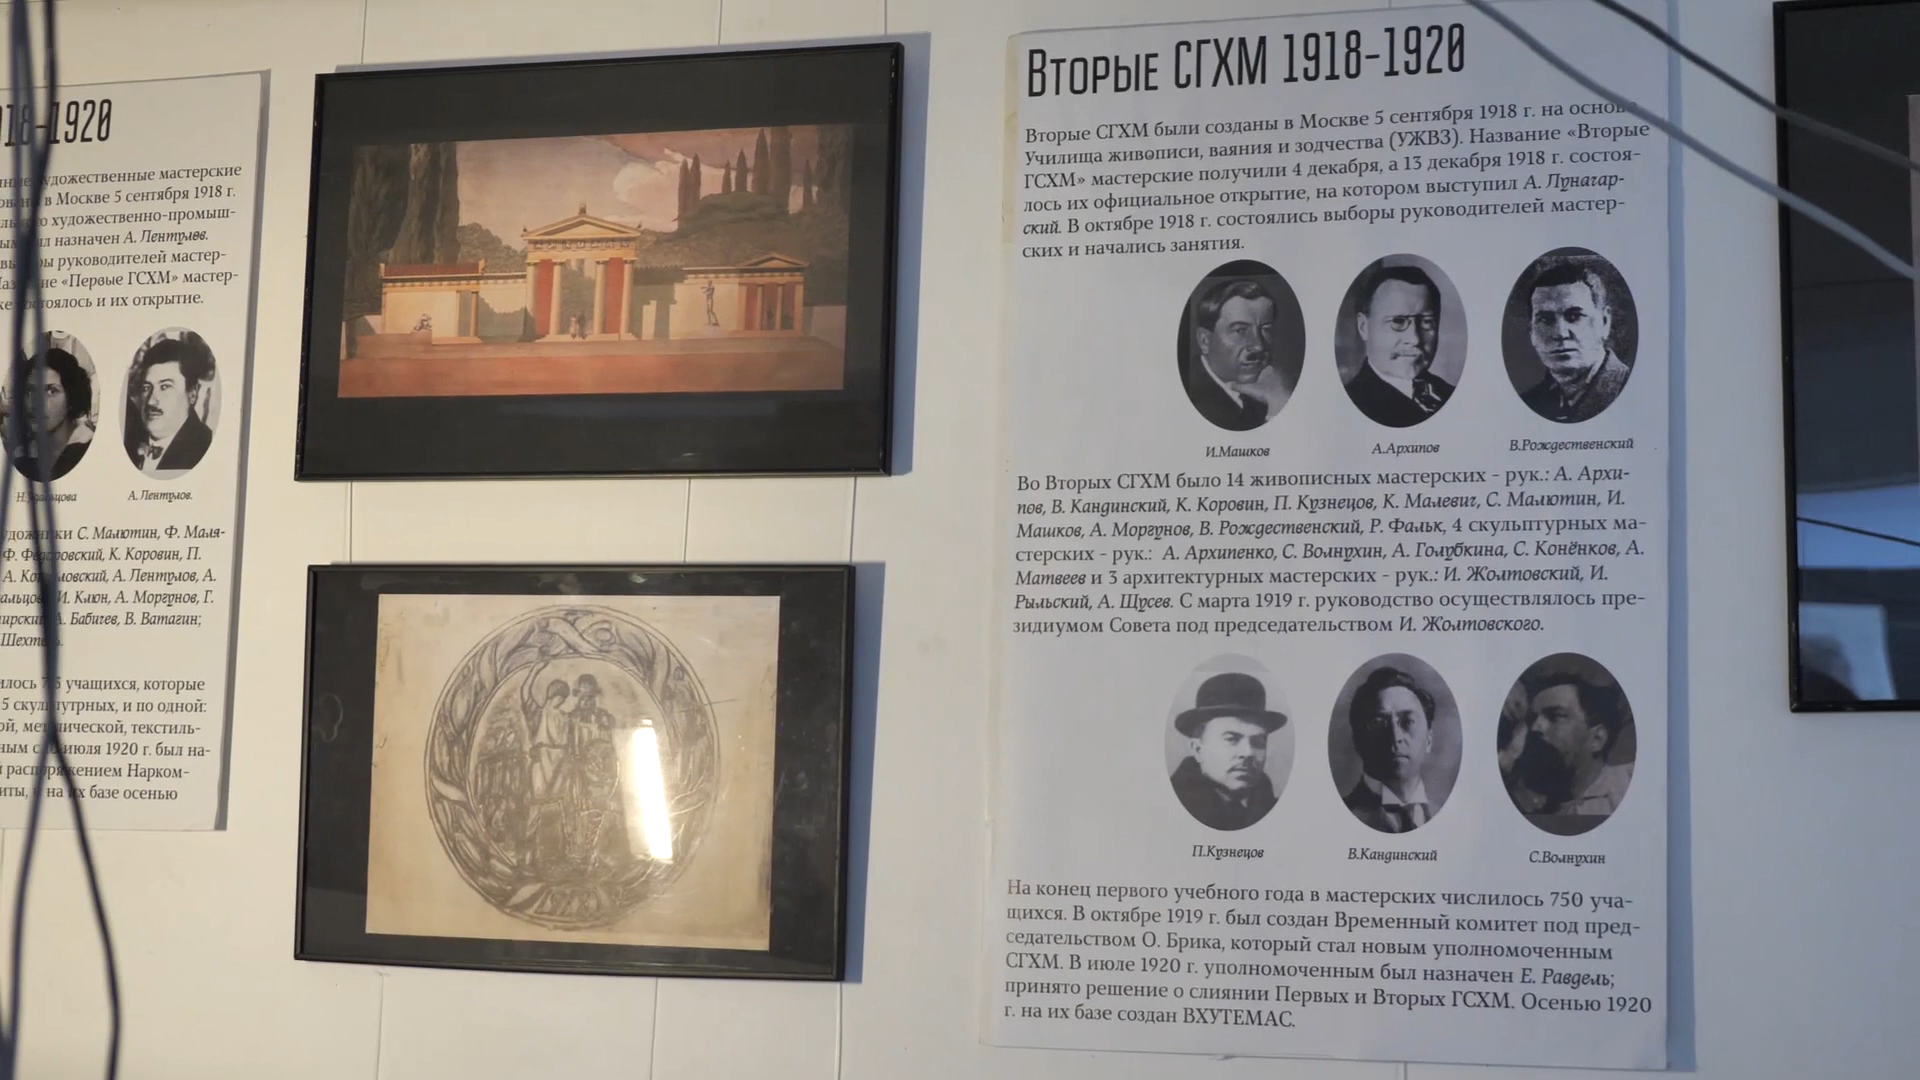 18-1920
художественные мастерские
в Москве 5 сентября 1918 г.
художественно-промыш-
был назначен А. Лентулов.
ры руководителей мастер-
ие «Первые ГСХМ» мастер-
состоялось и их открытие.
А. Лентулов.
С. Малютин, Ф. Маля-
Ф. Федоровский, К. Коровин, П.
А. Лентулов, А.
И. Клюн, А. Моргунов, Г.
А. Бабичев, В. Ватагин;
Шехтель.
учащихся, которые
5 скульптурных, и по одной:
текстиль-
июля 1920 г. был на-
распоряжением Нарком-
на их базе осенью
Вторые СГХМ 1918-1920
Вторые СГХМ были созданы в Москве 5 сентября 1918 г. на основе
Училища живописи, ваяния и зодчества (УЖВЗ). Название «Вторые
ГСХМ» мастерские получили 4 декабря, а 13 декабря 1918 г. состоя-
лось их официальное открытие, на котором выступил А. Луначар-
ский. В октябре 1918 г. состоялись выборы руководителей мастер-
ских и начались занятия.
И.Машков А.Архипов В.Рождественский
Во Вторых СГХМ было 14 живописных мастерских - рук.: А. Архи-
пов, В. Кандинский, К. Коровин, П. Кузнецов, К. Малевич, С. Малютин, И.
Машков, А. Моргунов, В. Рождественский, Р. Фальк, 4 скульптурных ма-
стерских - рук.: А. Архипенко, С. Волнухин, А. Голубкина, С. Конёнков, А.
Матвеев и 3 архитектурных мастерских - рук.: И. Жолтовский, И.
Рыльский, А. Щусев. С марта 1919 г. руководство осуществлялось пре-
зидиумом Совета под председательством И. Жолтовского.
П.Кузнецов В.Кандинский С.Волнухин
На конец первого учебного года в мастерских числилось 750 уча-
щихся. В октябре 1919 г. был создан Временный комитет под пред-
седательством О. Брика, который стал новым уполномоченным
СГХМ. В июле 1920 г. уполномоченным был назначен Е. Равдель;
принято решение о слиянии Первых и Вторых ГСХМ. Осенью 1920
г. на их базе создан ВХУТЕМАС.